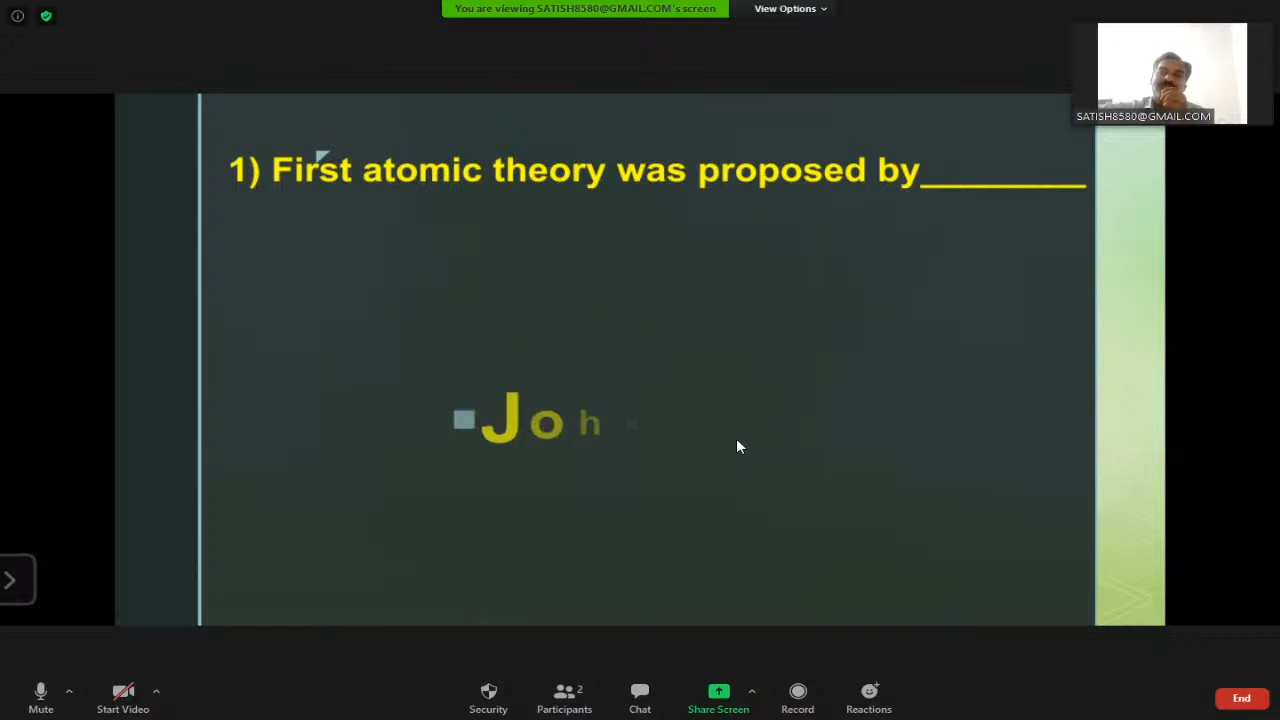 You are viewing SATISH8580@GMAIL.COM's screen View Options
SATISH8580@GMAIL.COM
1) First atomic theory was proposed by_________
Joh
Mute
Start Video
Security
Participants 2
Chat
Share Screen
Record
Reactions
End